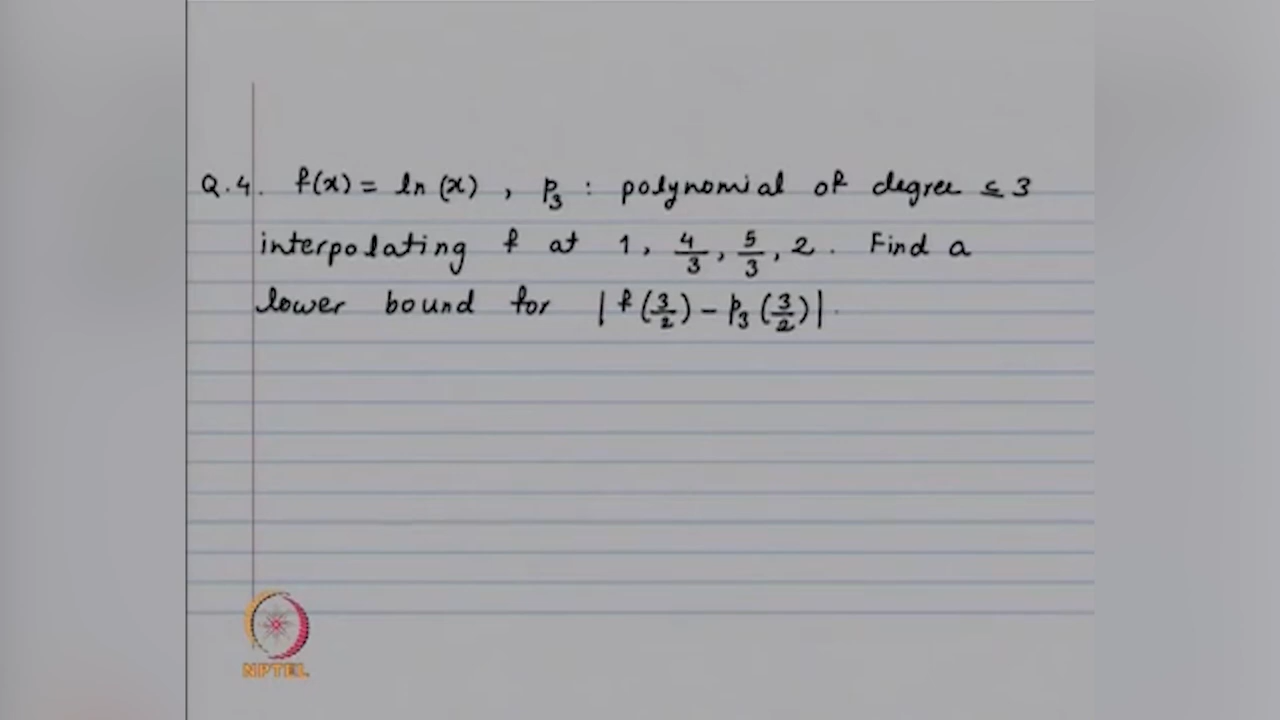 Q.4. f(x) = ln(x) , p₃ : polynomial of degree ≤ 3
interpolating f at 1, 4/3, 5/3, 2. Find a
lower bound for |f(3/2) - p₃(3/2)|.
NPTEL